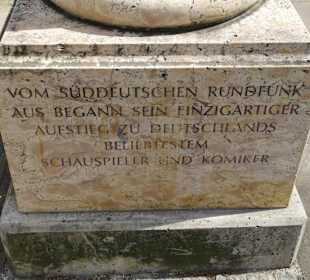 VOM SÜDDEUTSCHEN RUNDFUNK
AUS BEGANN SEIN EINZIGARTIGER
AUFSTIEG ZU DEUTSCHLANDS
BELIEBTESTEM
SCHAUSPIELER UND KOMIKER